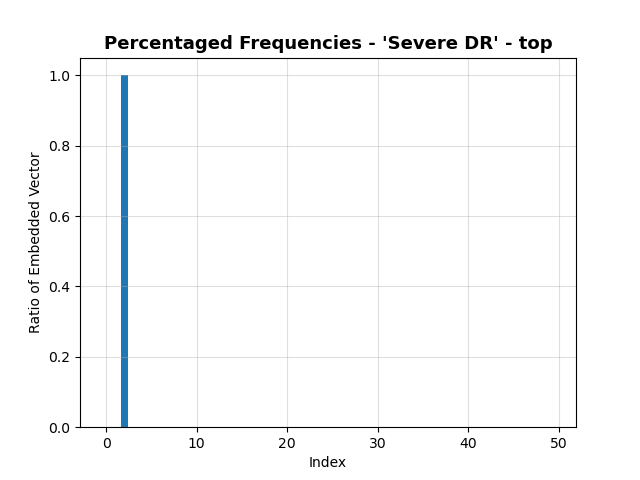 Percentaged Frequencies - 'Severe DR' - top
Ratio of Embedded Vector
1.0
0.8
0.6
0.4
0.2
0.0
0 10 20 30 40 50
Index